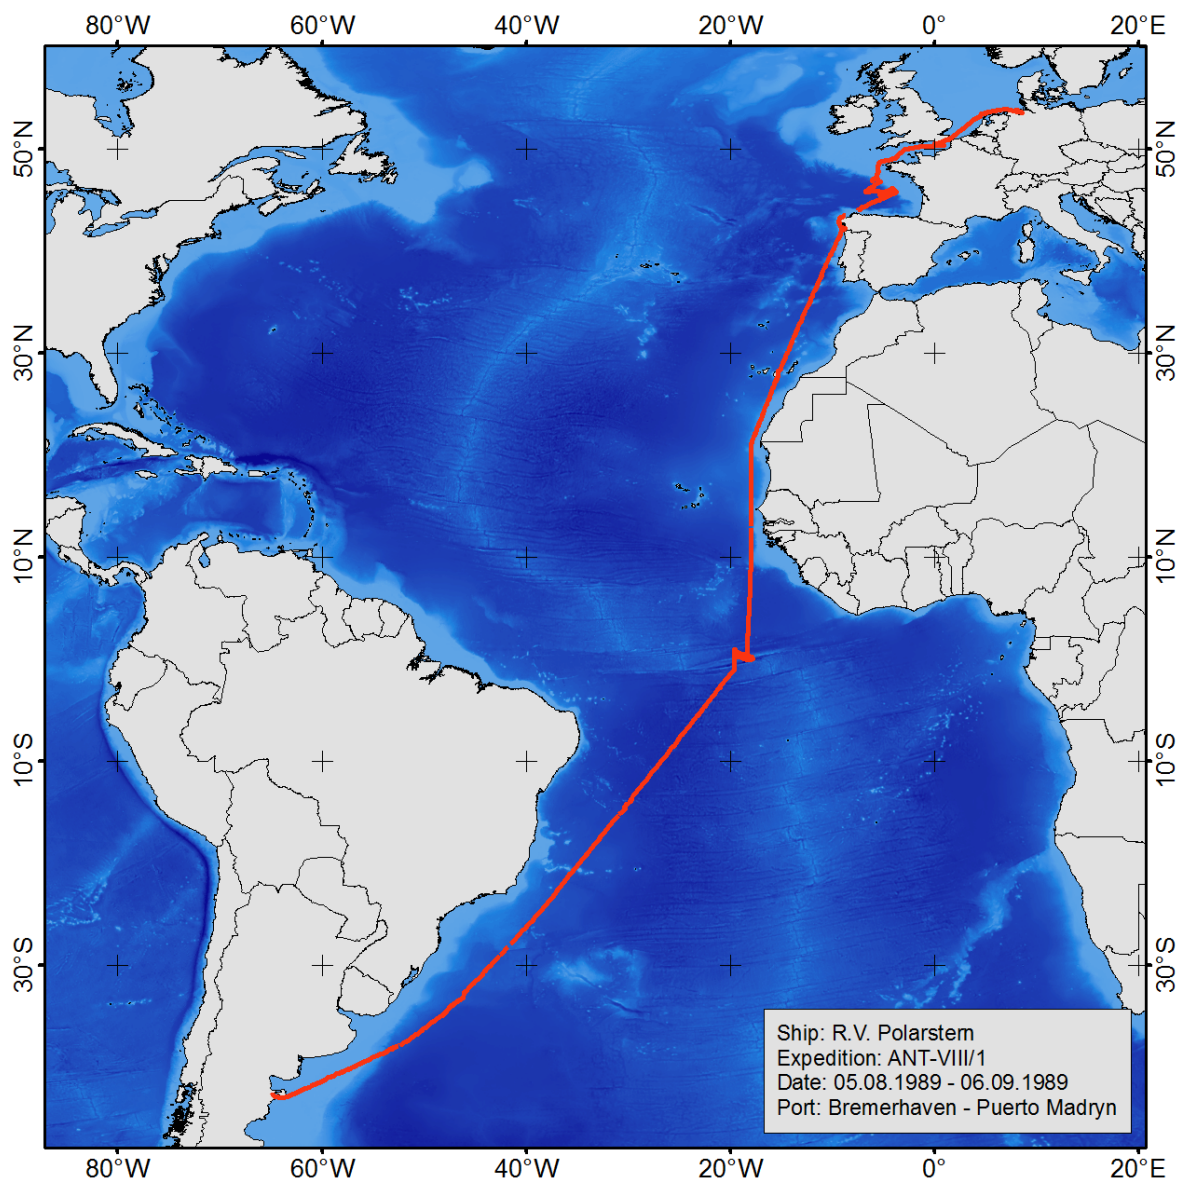 80°W 60°W 40°W 20°W 0° 20°E
50°N 50°N
30°N 30°N
10°N 10°N
10°S 10°S
30°S 30°S
Ship: R.V. Polarstern
Expedition: ANT-VIII/1
Date: 05.08.1989 - 06.09.1989
Port: Bremerhaven - Puerto Madryn
80°W 60°W 40°W 20°W 0° 20°E